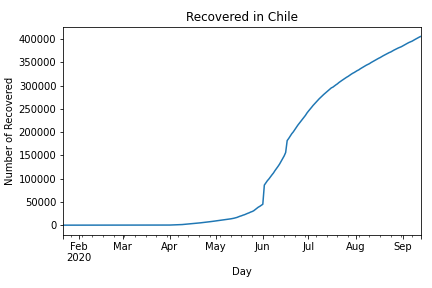 Recovered in Chile
Number of Recovered
400000
350000
300000
250000
200000
150000
100000
50000
0
Feb Mar Apr May Jun Jul Aug Sep
2020
Day